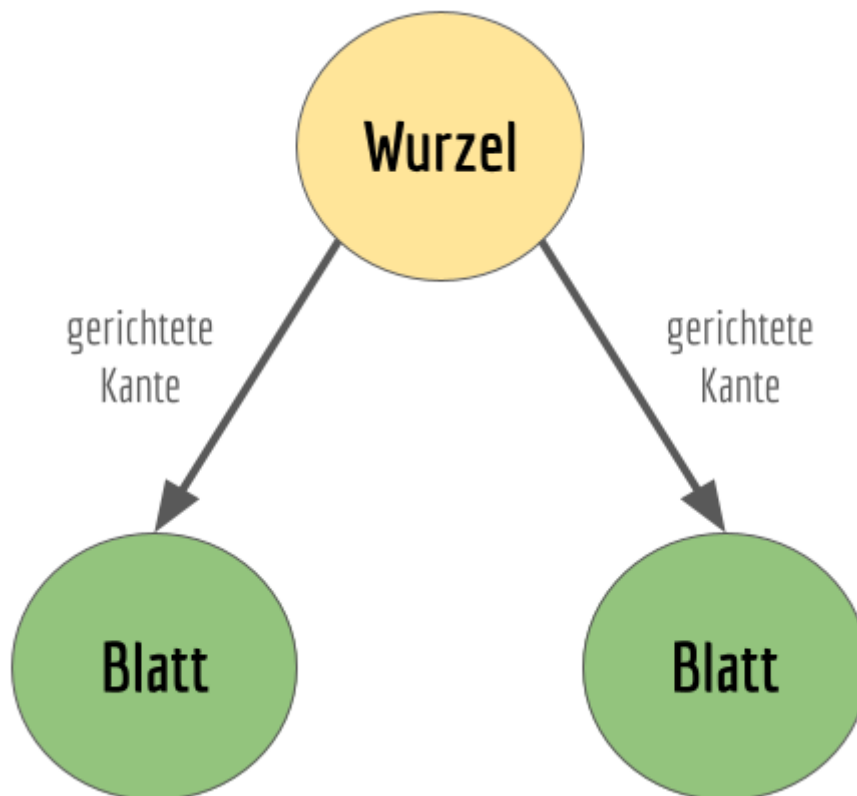 Wurzel
gerichtete
Kante
gerichtete
Kante
Blatt
Blatt